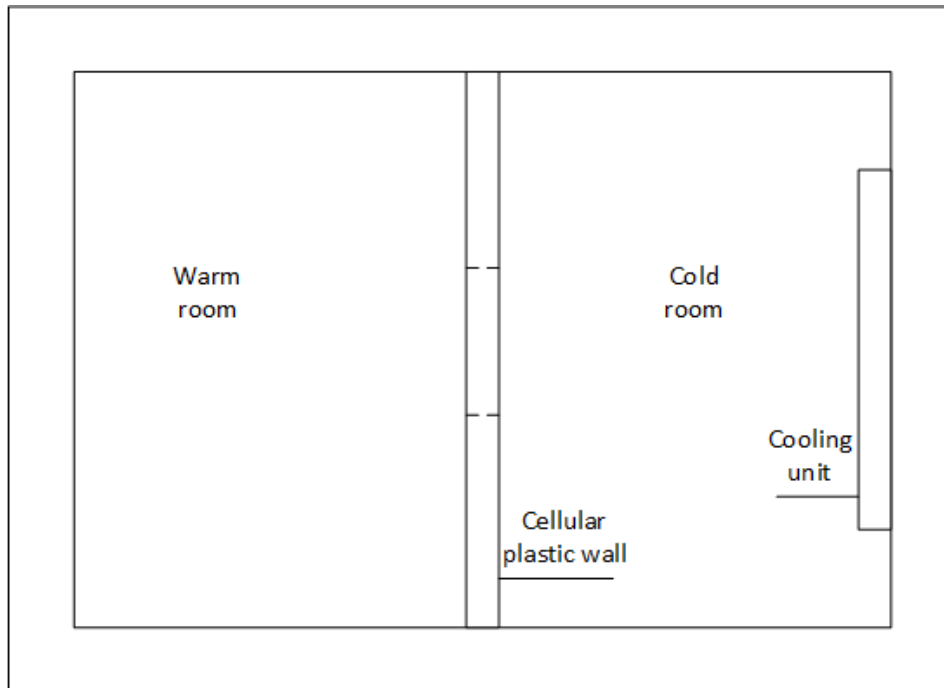 Warm
room
Cold
room
Cooling
unit
Cellular
plastic wall